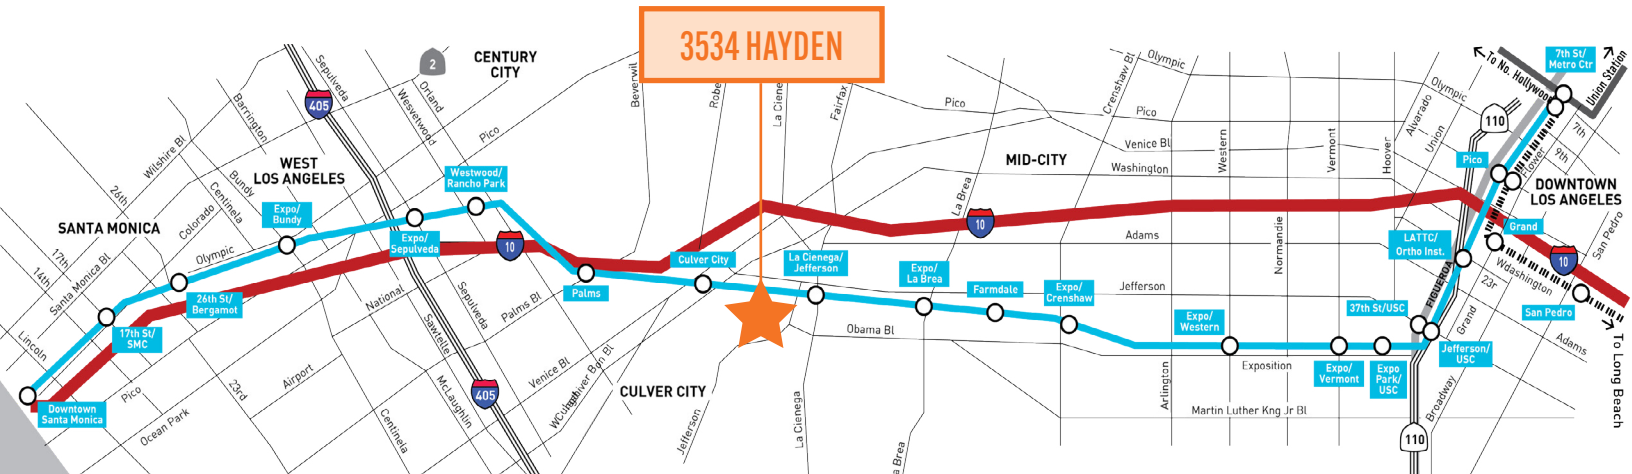 3534 HAYDEN
CENTURY
CITY
2
405
Sepulveda
Overland
Westwood
Barrington
Pico
Wilshire Bl
Bundy
WEST
LOS ANGELES
Westwood/
Rancho Park
26th
Centinela
Colorado
Expo/
Bundy
SANTA MONICA
Olympic
Expo/
Sepulveda
10
17th
14th
Santa Monica Bl
26th St/
Bergamot
17th St/
SMC
Lincoln
National
Palms Bl
Sepulveda
Sawtelle
Palms
Downtown
Santa Monica
Pico
Ocean Park
23rd
Airport
Centinela
McLaughlin
405
Venice Bl
CULVER CITY
Jefferson
La Cienega
Beverwil
Robe
La Ciene
Fairfax
Culver City
La Cienega/
Jefferson
Obama Bl
Expo/
La Brea
a Brea
Farmdale
Expo/
Crenshaw
Jefferson
Adams
La Brea
10
Pico
MID-CITY
Crenshaw Bl
Olympic
Pico
Venice Bl
Washington
Western
Vermont
Hoover
Normandie
Expo/
Western
Arlington
Exposition
Martin Luther Kng Jr Bl
Expo/
Vermont
Expo
Park/
USC
37th St/USC
Jefferson/
USC
LATTC/
Ortho Inst.
FIGUEROA
Alvarado
Union
Olympic
110
Pico
To No. Hollywood
7th St/
Metro Ctr
Union Station
7th
9th
Flower
DOWNTOWN
LOS ANGELES
Grand
San Pedro
10
Wdashington
23r
San Pedro
Grand
Adams
Broadway
110
To Long Beach